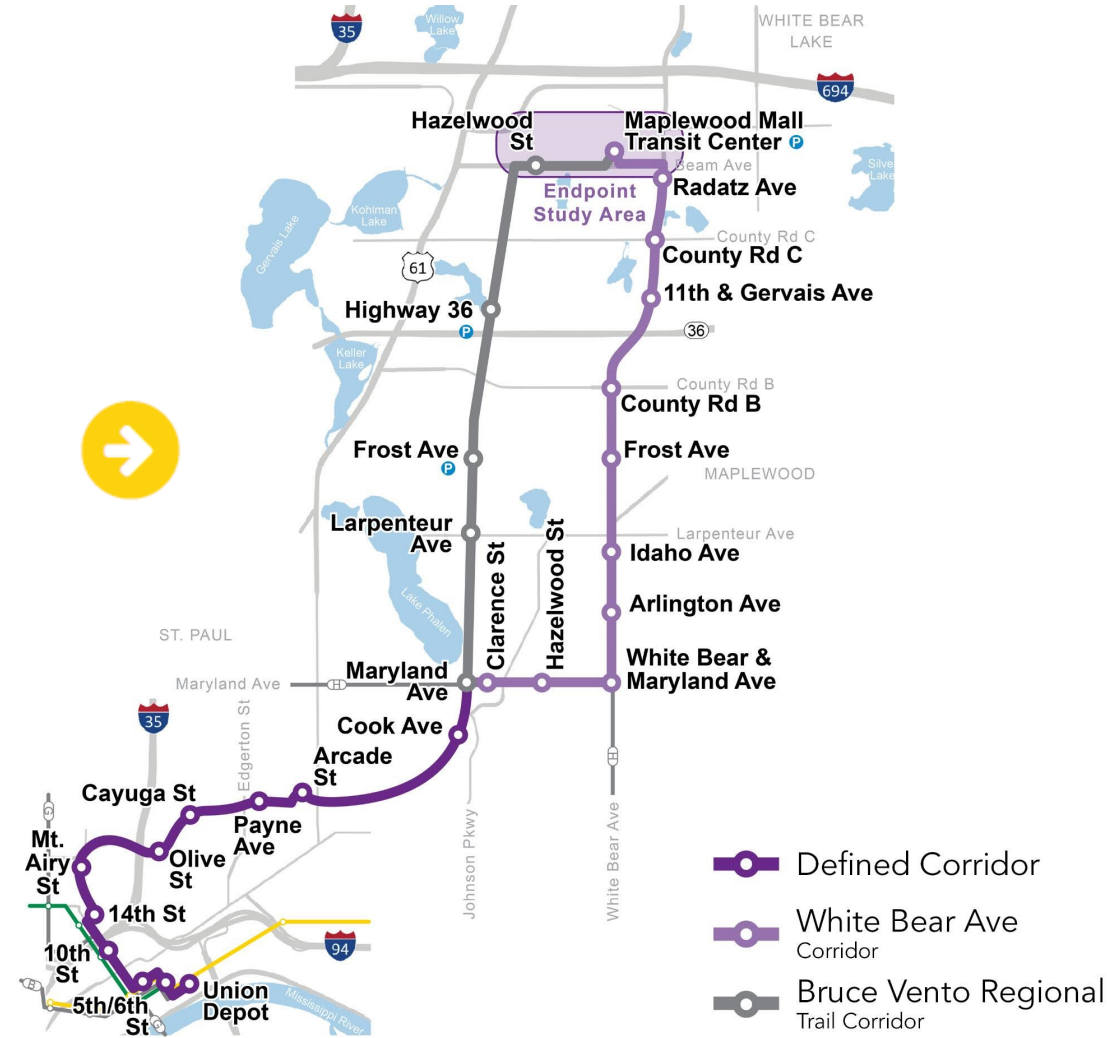 35
Willow
Lake
WHITE BEAR
LAKE
694
Hazelwood
St
Maplewood Mall
Transit Center P
Beam Ave
Silve
Lake
Radatz Ave
Endpoint
Study Area
Kohlman
Lake
Gervais Lake
County Rd C
County Rd C
61
11th & Gervais Ave
Highway 36
P
36
Keller
Lake
County Rd B
County Rd B
Frost Ave
P
Frost Ave
MAPLEWOOD
Larpenteur
Ave
Larpenteur Ave
Clarence St
Hazelwood St
Idaho Ave
Lake Phalen
Arlington Ave
ST. PAUL
White Bear &
Maryland Ave
Maryland
Ave
Maryland Ave
H
35
Edgerton St
Cook Ave
Arcade
St
H
Cayuga St
G
Payne
Ave
Mt.
Airy
St
Olive
St
Johnson Pkwy
White Bear Ave
14th St
10th
St
94
5th/6th
St
Union
Depot
Mississippi River
B
G
Defined Corridor
White Bear Ave
Corridor
Bruce Vento Regional
Trail Corridor